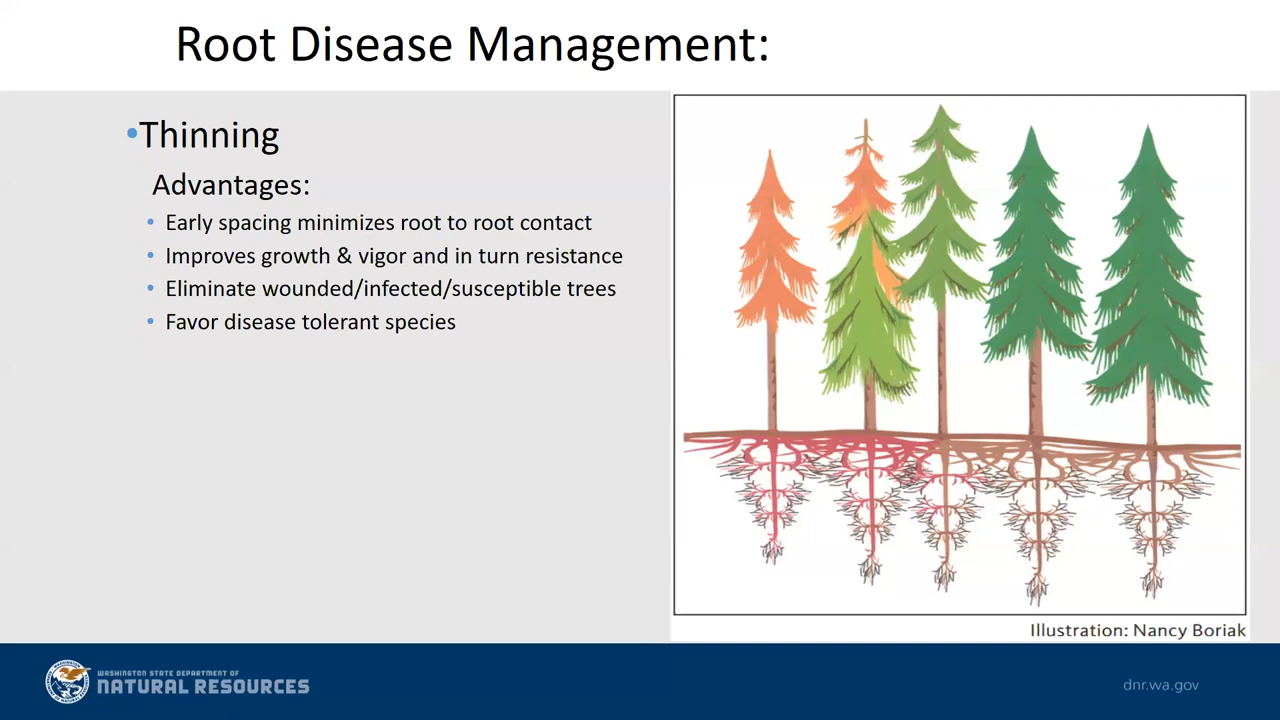 Root Disease Management:
•Thinning
Advantages:
• Early spacing minimizes root to root contact
• Improves growth & vigor and in turn resistance
• Eliminate wounded/infected/susceptible trees
• Favor disease tolerant species
Illustration: Nancy Boriak
WASHINGTON STATE DEPARTMENT OF
NATURAL RESOURCES
dnr.wa.gov